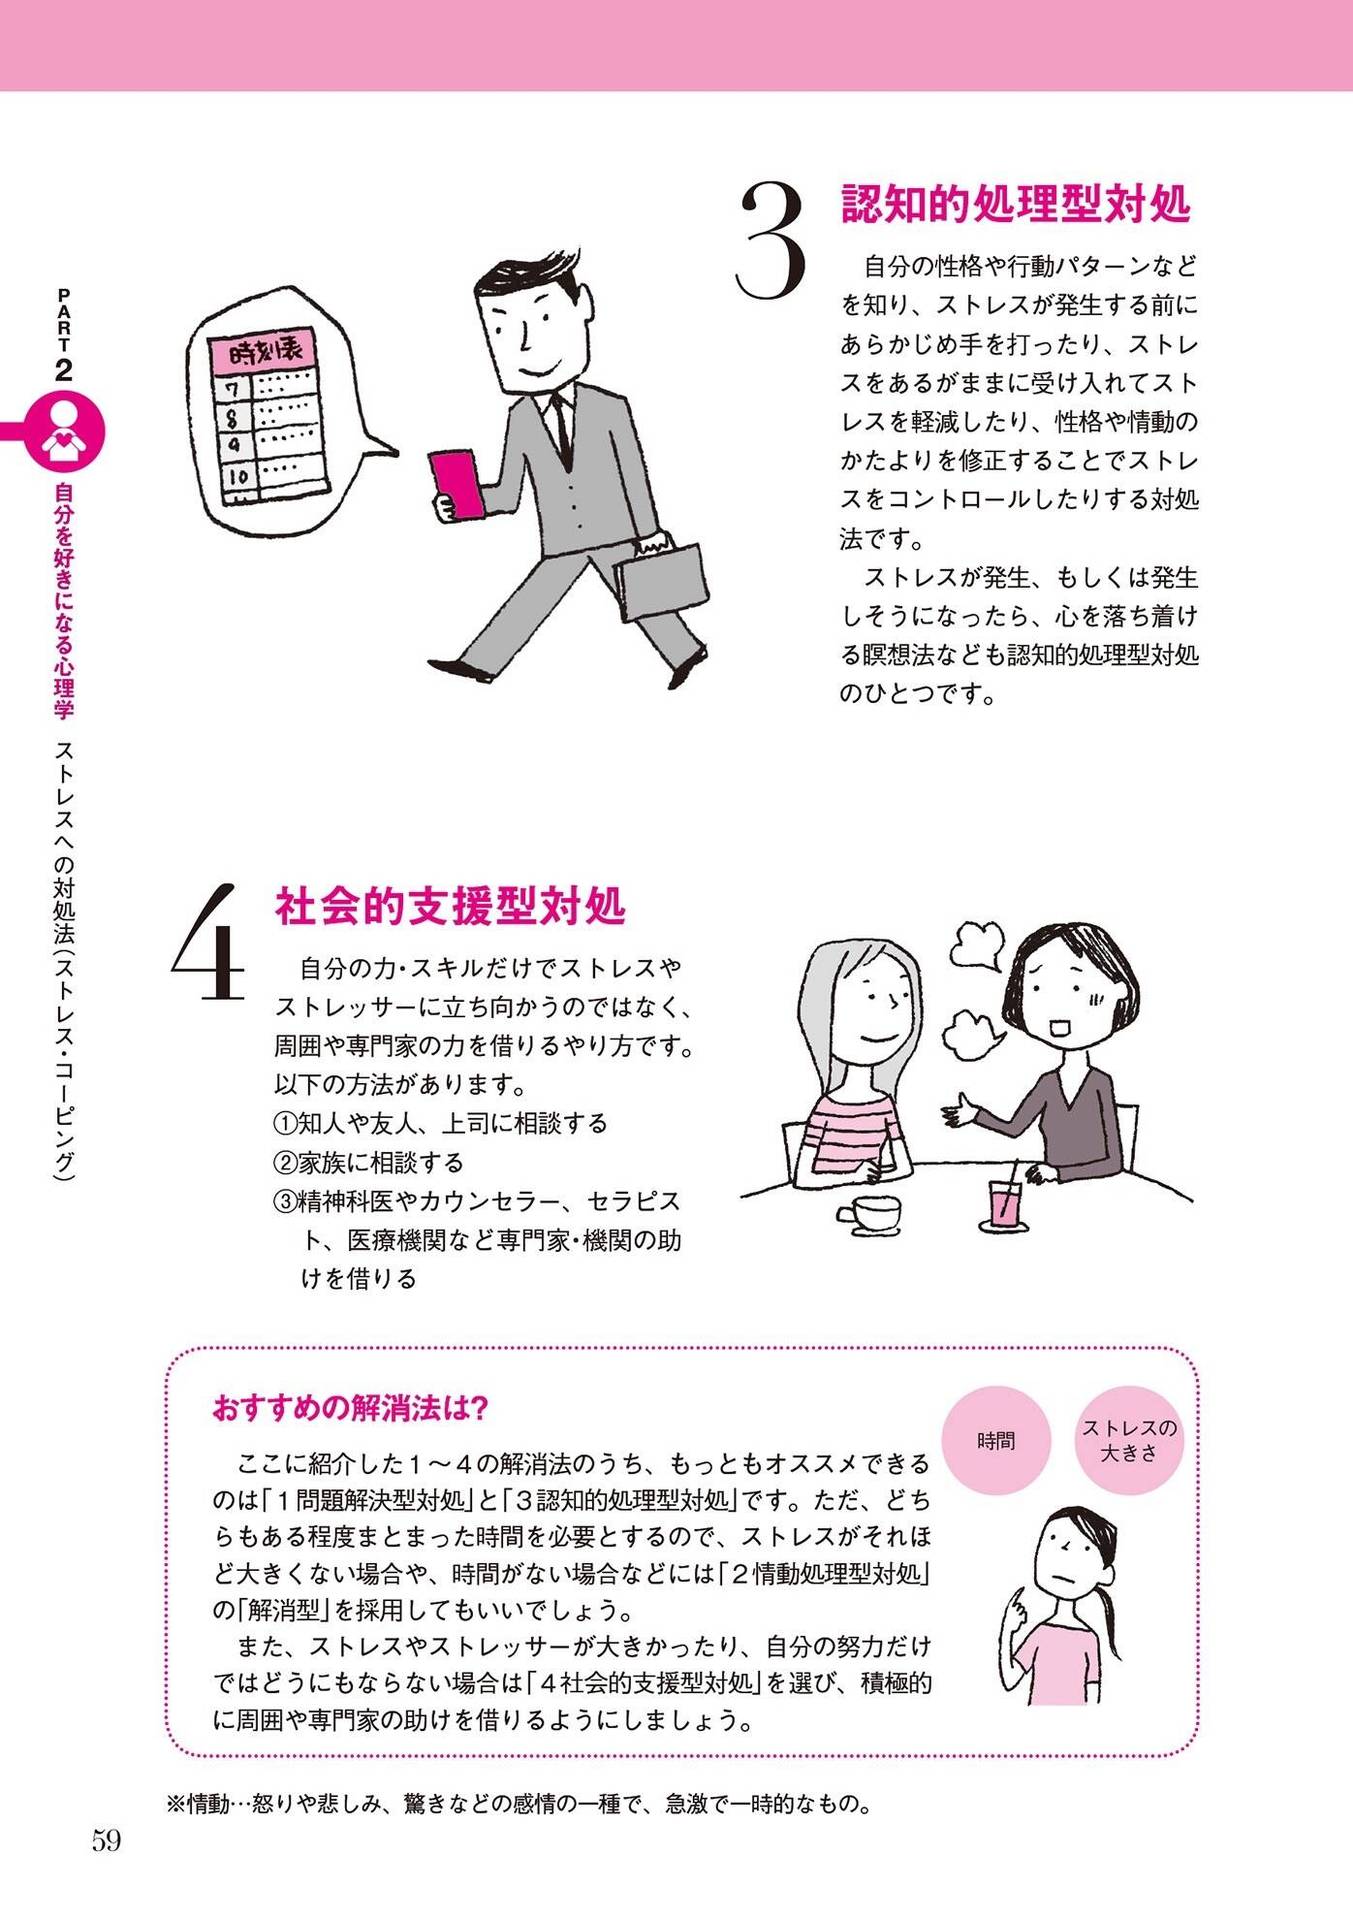 PART2
自分を好きになる心理学 ストレスへの対処法(ストレス・コーピング)
3
認知的処理型対処
自分の性格や行動パターンなど
を知り、ストレスが発生する前に
あらかじめ手を打ったり、ストレ
スをあるがままに受け入れてスト
レスを軽減したり、性格や情動の
かたよりを修正することでストレ
スをコントロールしたりする対処
法です。
ストレスが発生、もしくは発生
しそうになったら、心を落ち着け
る瞑想法なども認知的処理型対処
のひとつです。
時刻表
7
8
9
10
11
4
社会的支援型対処
自分の力・スキルだけでストレスや
ストレッサーに立ち向かうのではなく、
周囲や専門家の力を借りるやり方です。
以下の方法があります。
①知人や友人、上司に相談する
②家族に相談する
③精神科医やカウンセラー、セラピス
ト、医療機関など専門家・機関の助
けを借りる
おすすめの解消法は?
ここに紹介した1〜4の解消法のうち、もっともオススメできる
のは「1問題解決型対処」と「3認知的処理型対処」です。ただ、どち
らもある程度まとまった時間を必要とするので、ストレスがそれほ
ど大きくない場合や、時間がない場合などには「2情動処理型対処」
の「解消型」を採用してもいいでしょう。
また、ストレスやストレッサーが大きかったり、自分の努力だけ
ではどうにもならない場合は「4社会的支援型対処」を選び、積極的
に周囲や専門家の助けを借りるようにしましょう。
時間
ストレスの
大きさ
※情動…怒りや悲しみ、驚きなどの感情の一種で、急激で一時的なもの。
59